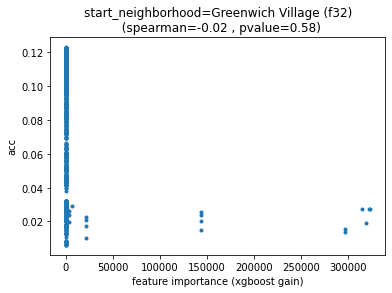 start_neighborhood=Greenwich Village (f32)
(spearman=-0.02 , pvalue=0.58)
0.12
0.10
0.08
0.06
0.04
0.02
acc
0 50000 100000 150000 200000 250000 300000
feature importance (xgboost gain)